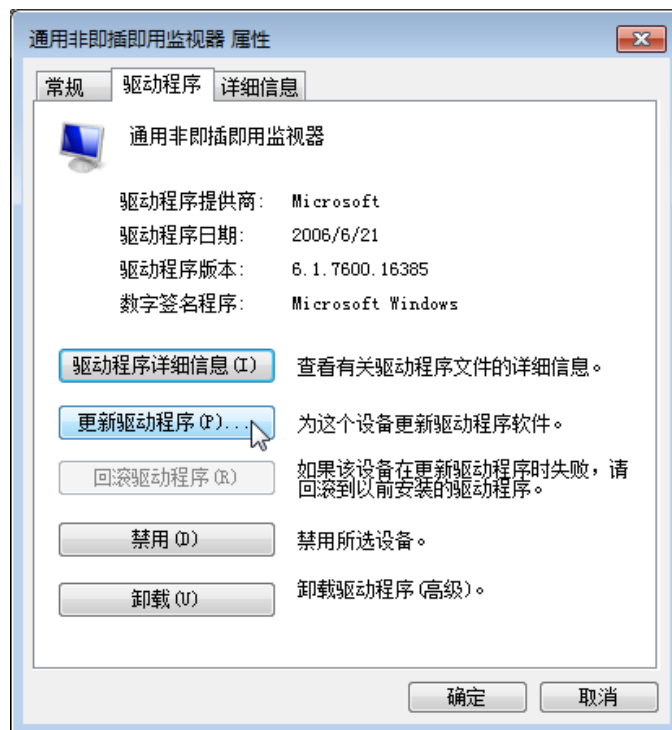 通用非即插即用监视器 属性
常规 驱动程序 详细信息
通用非即插即用监视器
驱动程序提供商: Microsoft
驱动程序日期: 2006/6/21
驱动程序版本: 6.1.7600.16385
数字签名程序: Microsoft Windows
驱动程序详细信息(I) 查看有关驱动程序文件的详细信息。
更新驱动程序(P)... 为这个设备更新驱动程序软件。
回滚驱动程序(R) 如果该设备在更新驱动程序时失败，请
回滚到以前安装的驱动程序。
禁用(D) 禁用所选设备。
卸载(U) 卸载驱动程序(高级)。
确定 取消